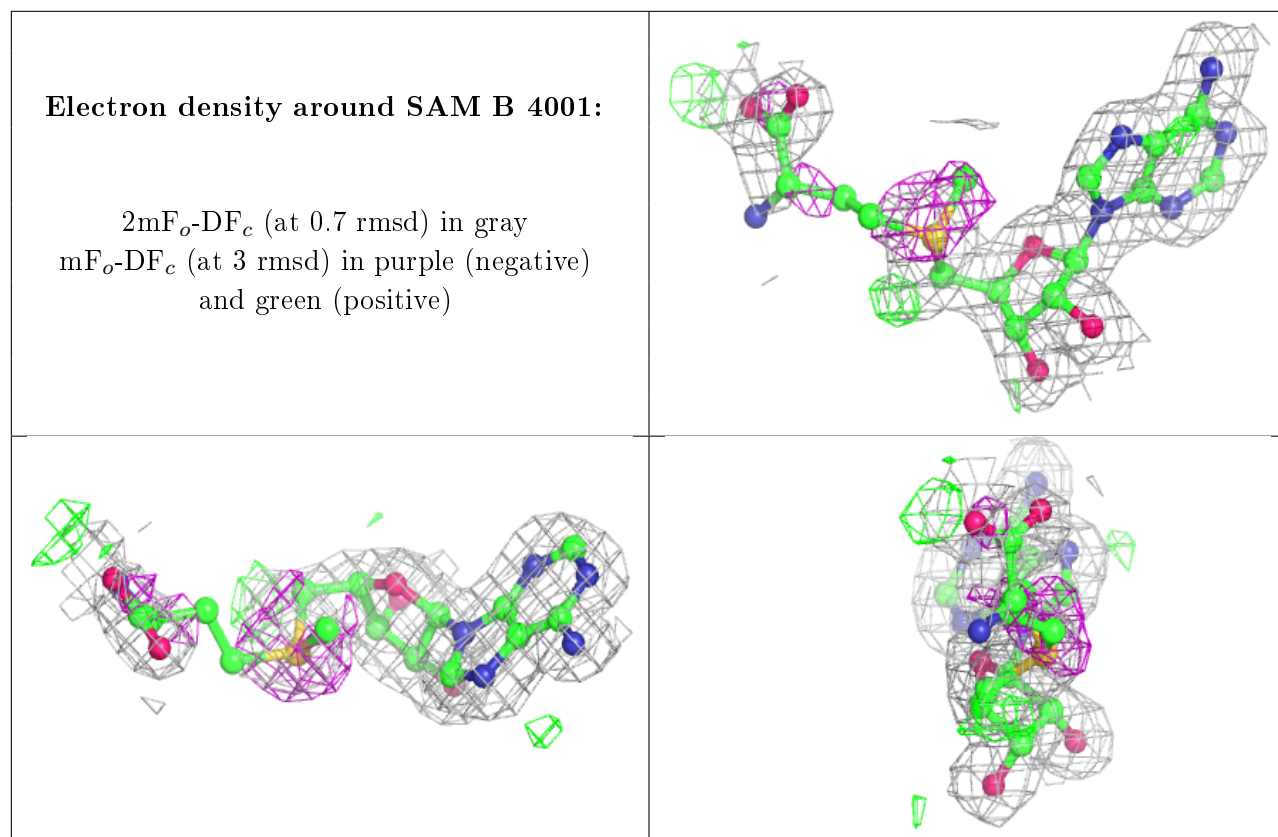 Electron density around SAM B 4001:
2mFₒ-DF𝒸 (at 0.7 rmsd) in gray
mFₒ-DF𝒸 (at 3 rmsd) in purple (negative)
and green (positive)